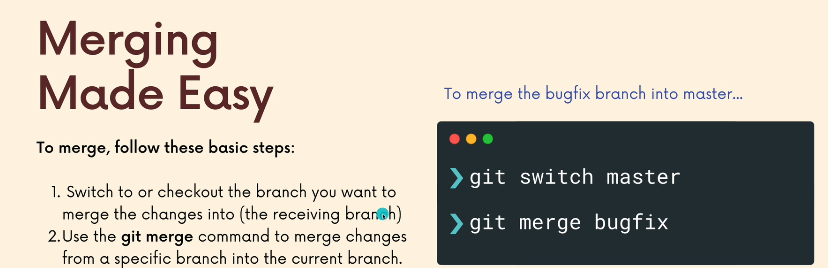 Merging
Made Easy
To merge, follow these basic steps:
1. Switch to or checkout the branch you want to
merge the changes into (the receiving branch)
2.Use the git merge command to merge changes
from a specific branch into the current branch.
To merge the bugfix branch into master...
❯ git switch master
❯ git merge bugfix